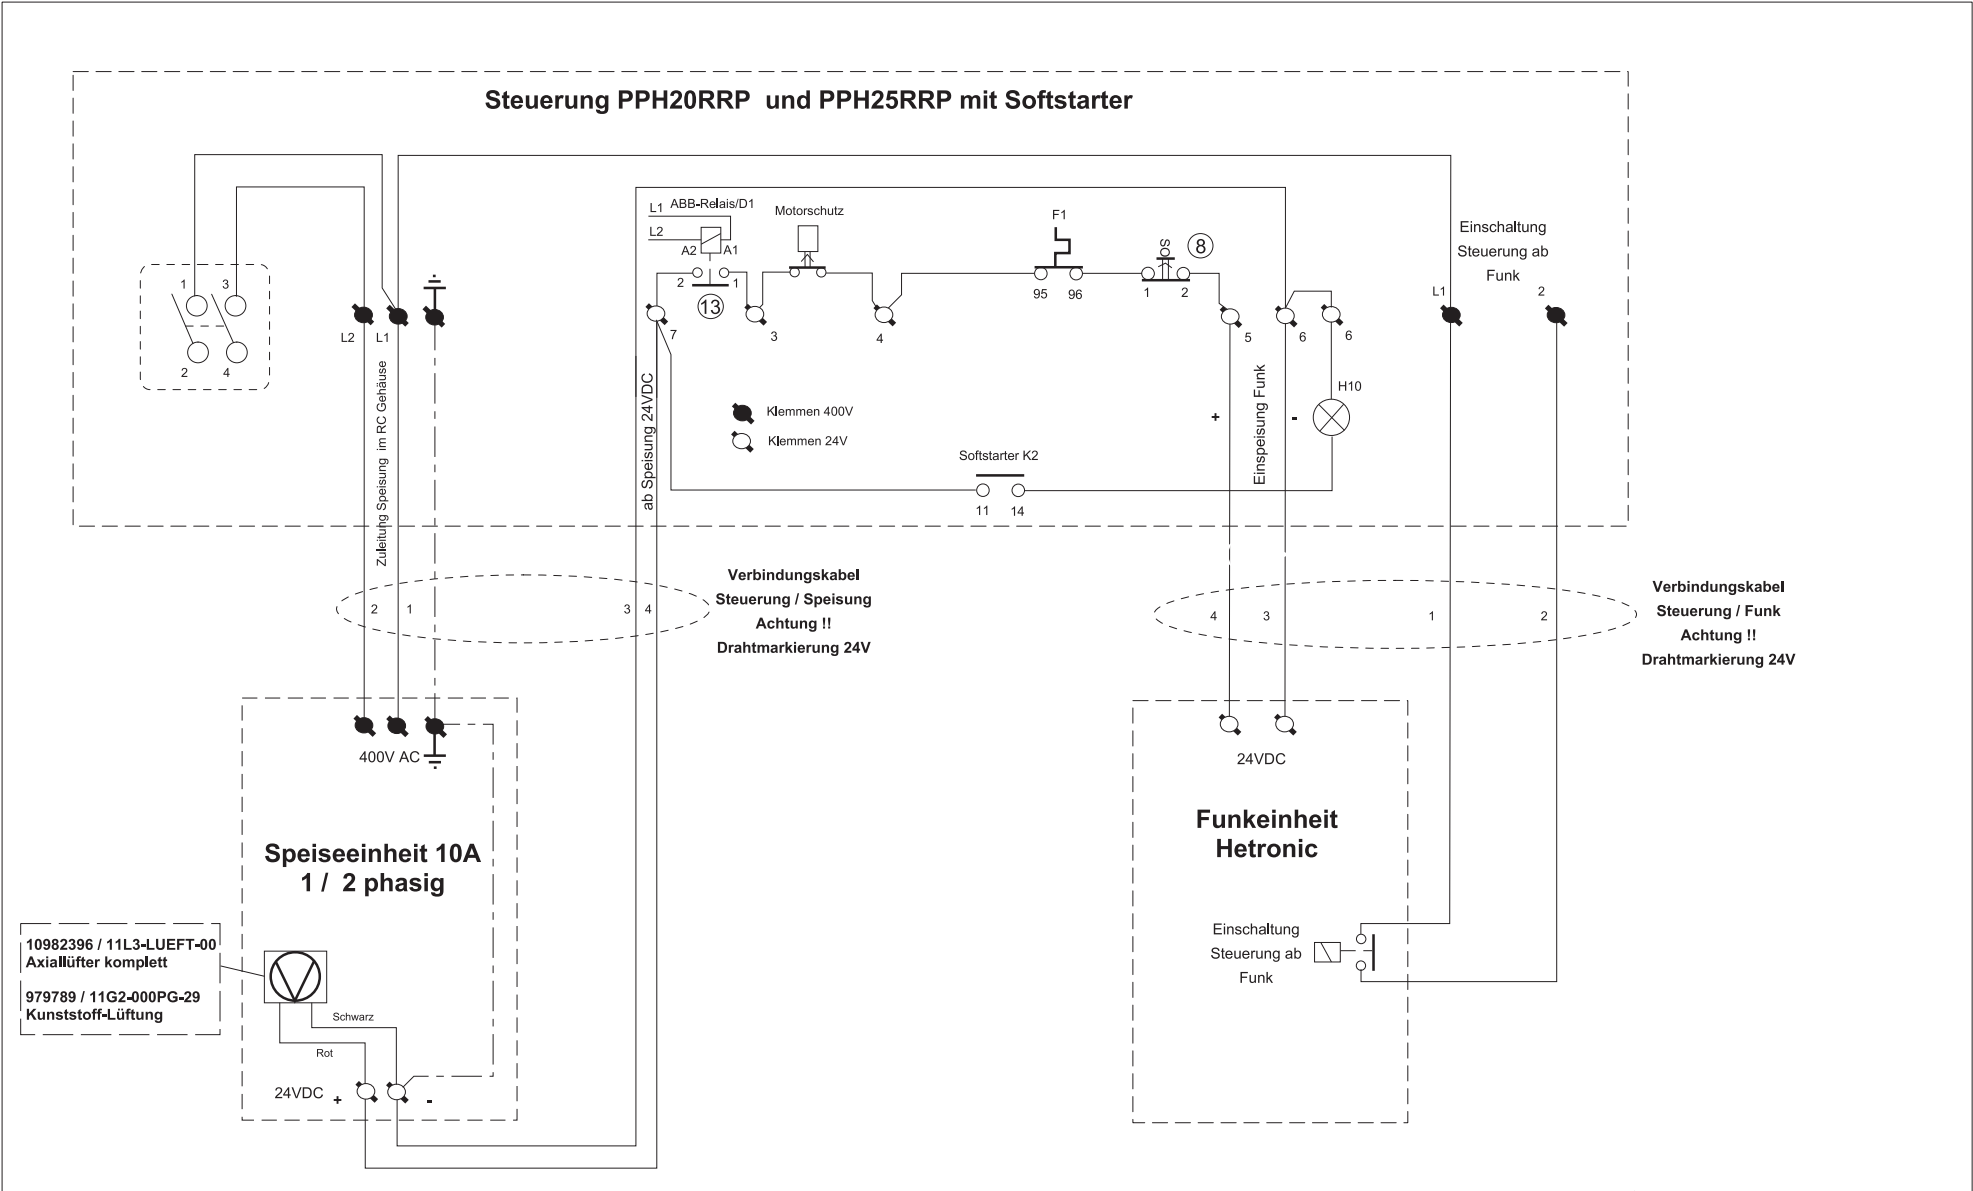 Steuerung PPH20RRP und PPH25RRP mit Softstarter
L1 ABB-Relais/D1
L2
A2 A1
2 1
13
Motorschutz
F1
95 96
SO
8
1 2
Einschaltung
Steuerung ab
Funk
L1 2
1 3
2 4
L2 L1
7
3
4
5
6
6
H10
Zuleitung Speisung im RC Gehäuse
ab Speisung 24VDC
Klemmen 400V
Klemmen 24V
Softstarter K2
11 14
+ -
Einspeisung Funk
2 1
3 4
Verbindungskabel
Steuerung / Speisung
Achtung !!
Drahtmarkierung 24V
4 3 1 2
Verbindungskabel
Steuerung / Funk
Achtung !!
Drahtmarkierung 24V
400V AC
Speiseeinheit 10A
1 / 2 phasig
10982396 / 11L3-LUEFT-00
Axiallüfter komplett
979789 / 11G2-000PG-29
Kunststoff-Lüftung
Schwarz
Rot
24VDC + -
24VDC
Funkeinheit
Hetronic
Einschaltung
Steuerung ab
Funk